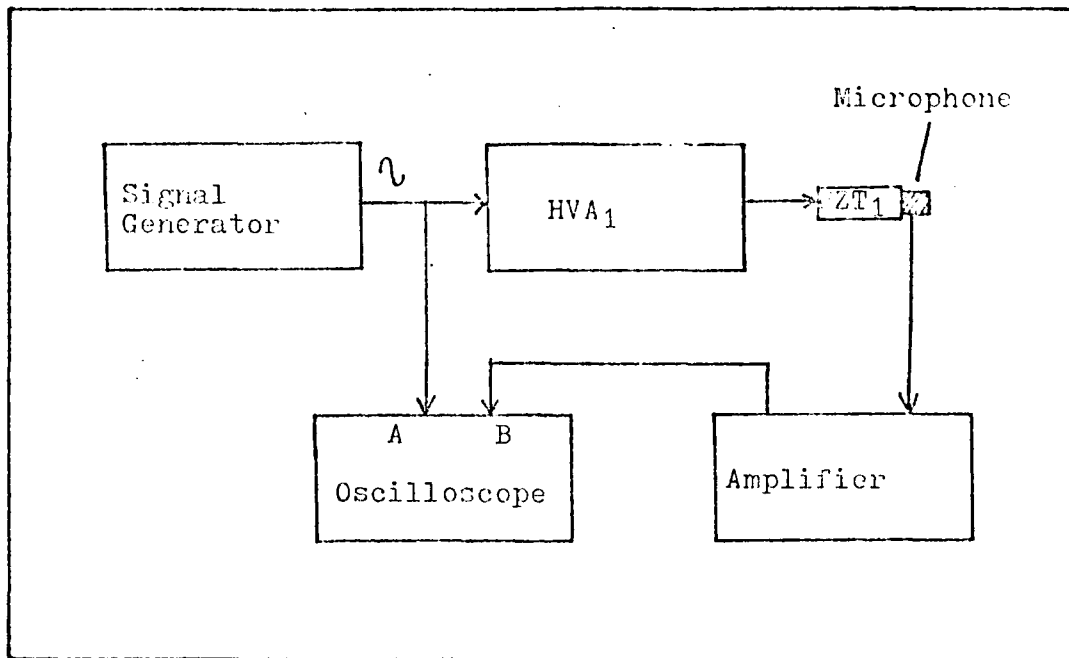 Microphone
Signal
Generator
HVA1
ZT1
A B
Oscilloscope
Amplifier